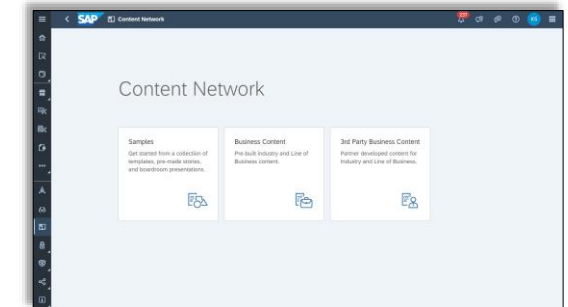 SAP Content Network
237
KS
Content Network
Samples
Get started from a collection of
templates, pre-made stories,
and boardroom presentations.
Business Content
Pre-built industry and Line of
Business content.
3rd Party Business Content
Partner developed content for
Industry and Line of Business.